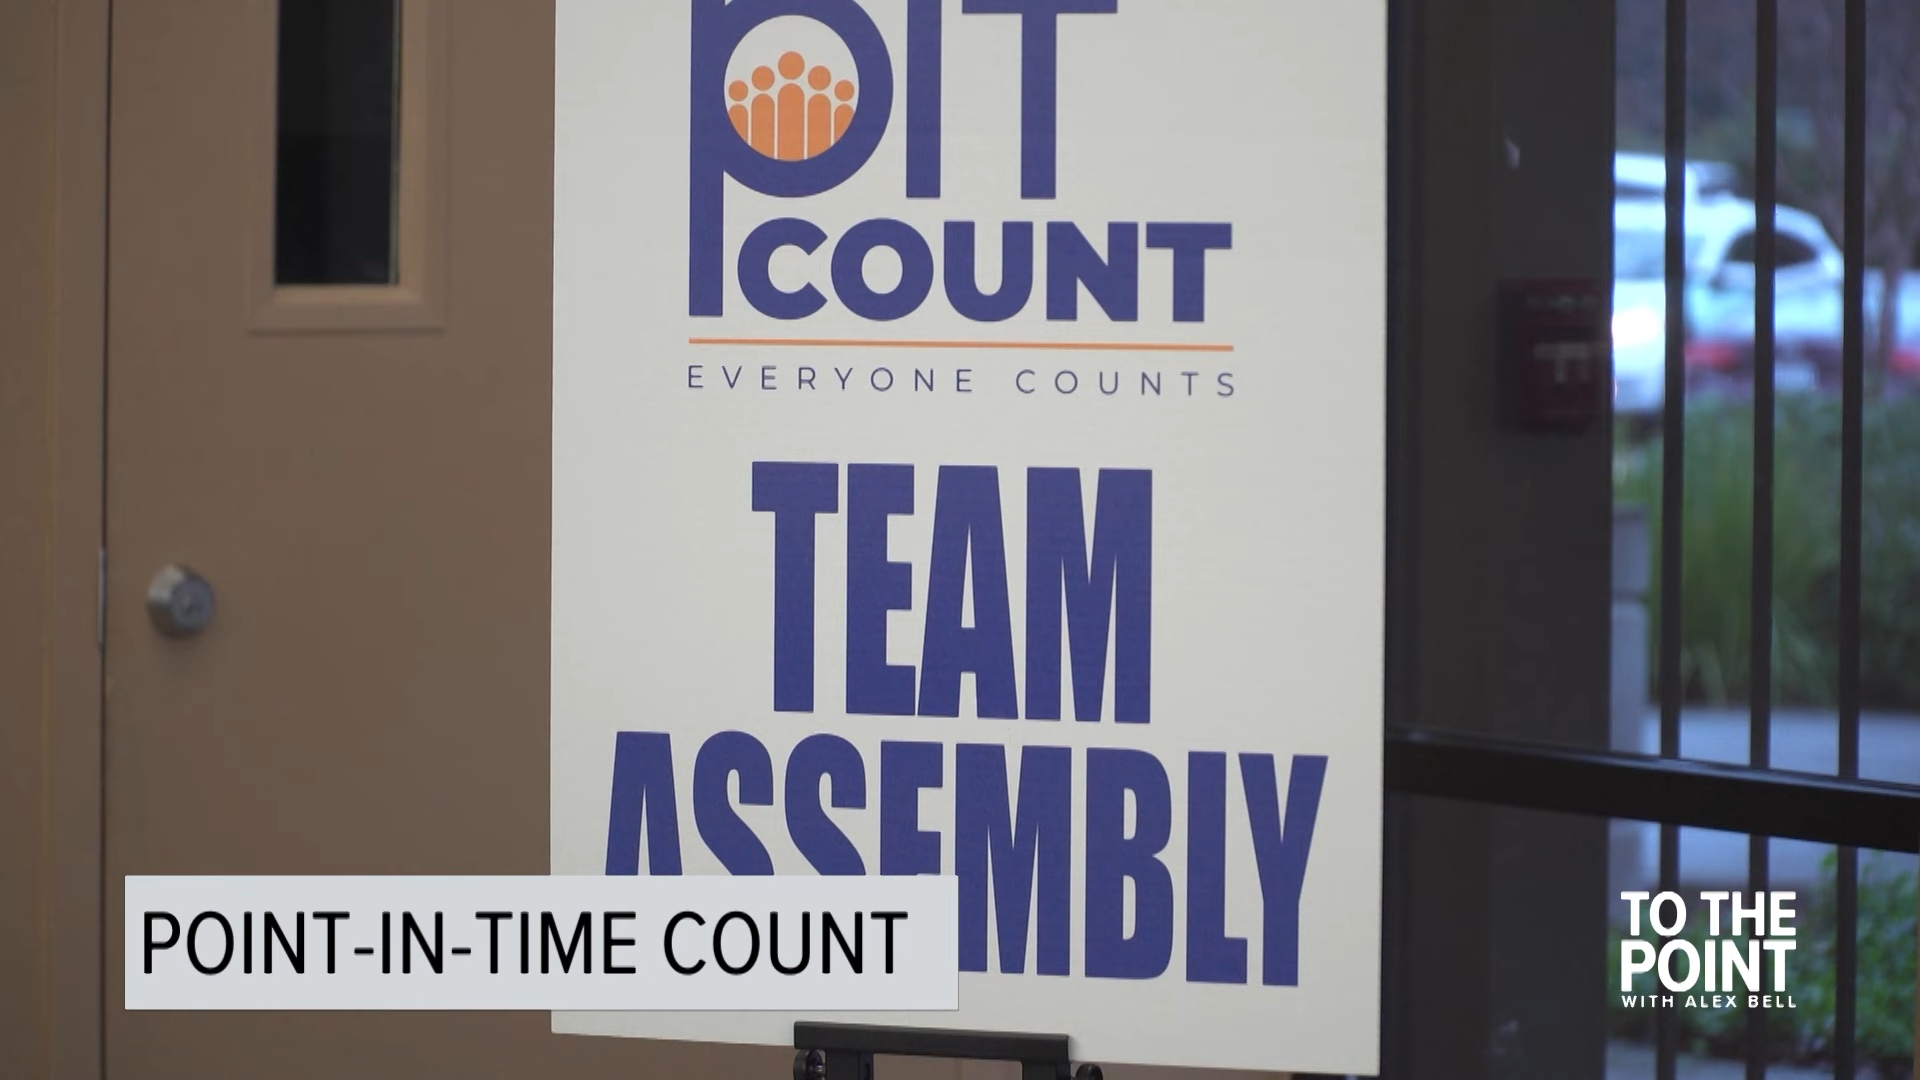 PIT
COUNT
EVERYONE COUNTS
TEAM
ASSEMBLY
POINT-IN-TIME COUNT
TO THE
POINT
WITH ALEX BELL